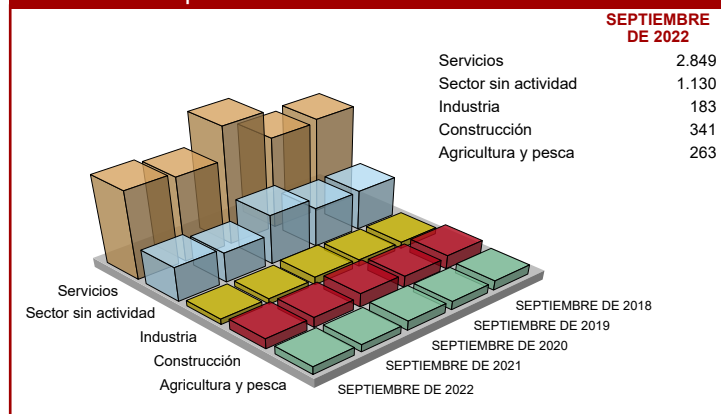 SEPTIEMBRE
DE 2022
Servicios 2.849
Sector sin actividad 1.130
Industria 183
Construcción 341
Agricultura y pesca 263
Servicios
Sector sin actividad
Industria
Construcción
Agricultura y pesca
SEPTIEMBRE DE 2018
SEPTIEMBRE DE 2019
SEPTIEMBRE DE 2020
SEPTIEMBRE DE 2021
SEPTIEMBRE DE 2022